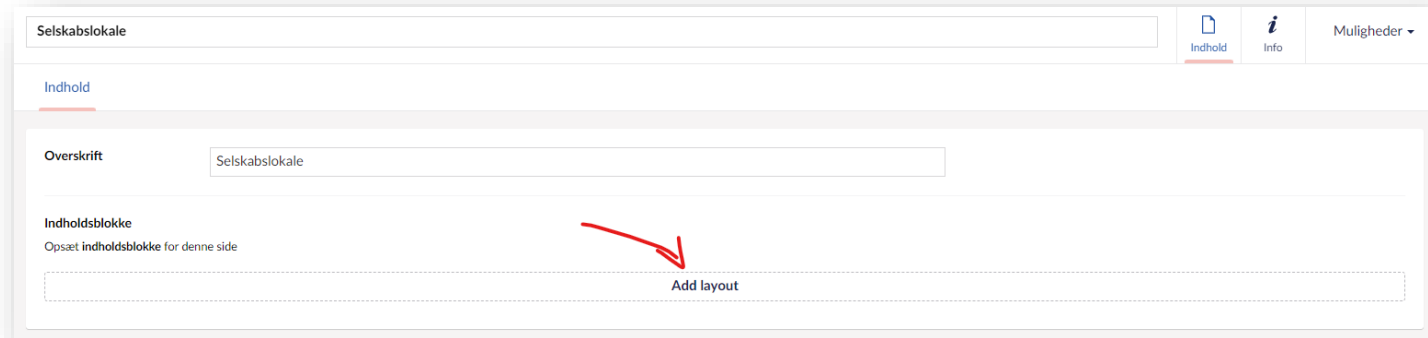 Selskabslokale
Indhold
Info
Muligheder
Indhold
Overskrift
Selskabslokale
Indholdsblokke
Opsæt indholdsblokke for denne side
Add layout